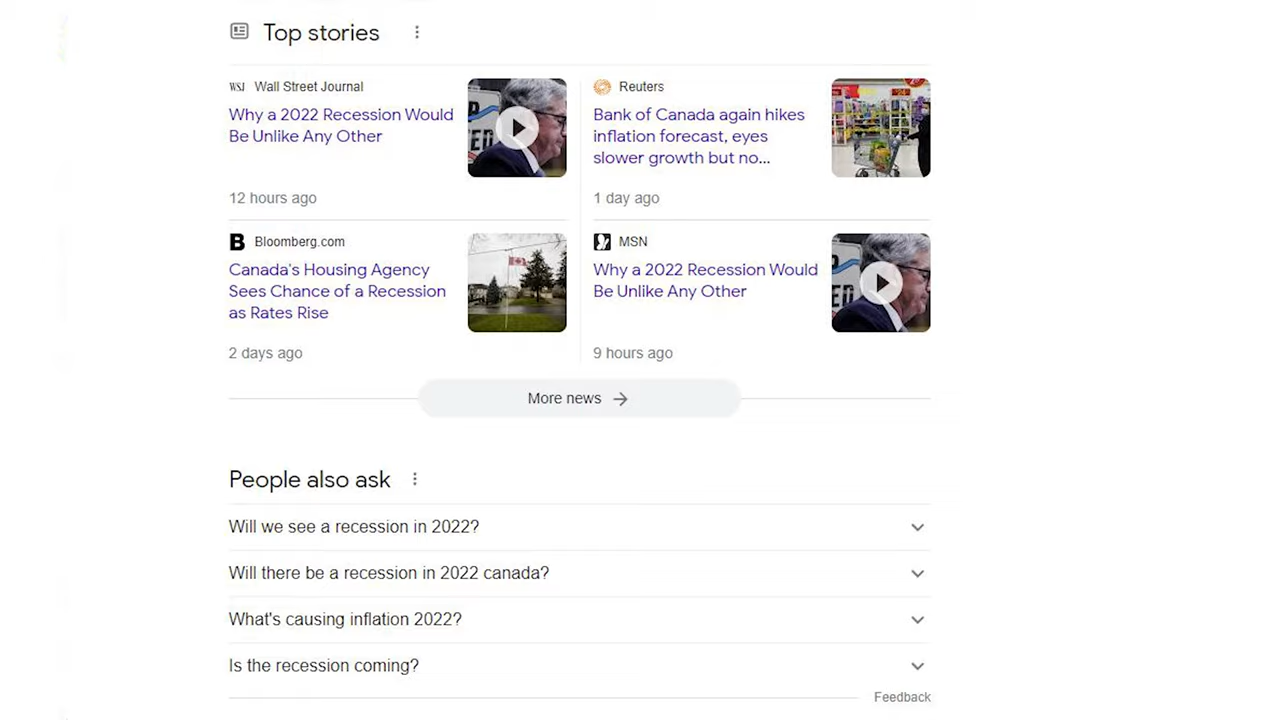 Top stories
WSJ Wall Street Journal
Why a 2022 Recession Would
Be Unlike Any Other
12 hours ago
Reuters
Bank of Canada again hikes
inflation forecast, eyes
slower growth but no...
1 day ago
B Bloomberg.com
Canada's Housing Agency
Sees Chance of a Recession
as Rates Rise
2 days ago
MSN
Why a 2022 Recession Would
Be Unlike Any Other
9 hours ago
More news
People also ask
Will we see a recession in 2022?
Will there be a recession in 2022 canada?
What's causing inflation 2022?
Is the recession coming?
Feedback